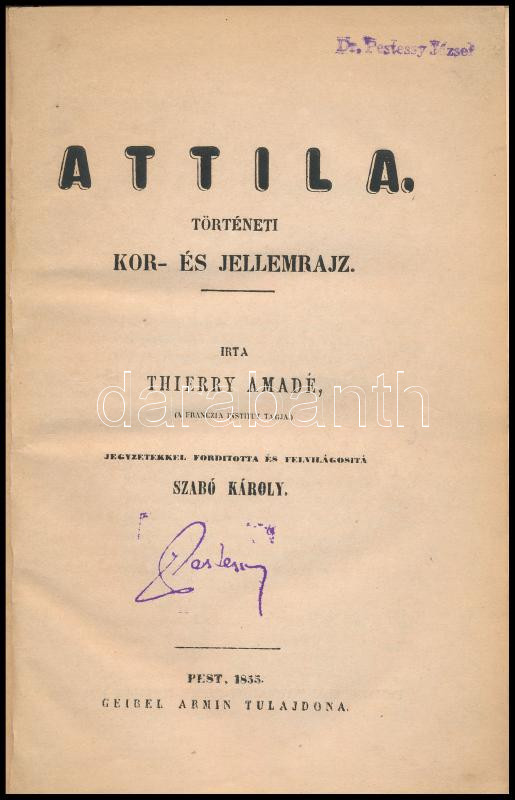 Dr. Pestessy József
ATTILA.
TÖRTÉNETI
KOR- ÉS JELLEMRAJZ.
IRTA
THIERRY AMADÉ,
(A FRANCZIA INSTITUT TAGJA.)
darabanth
JEGYZETEKKEL FORDITOTTA ÉS FELVILÁGOSITÁ
SZABÓ KÁROLY.
Pestessy
PEST, 1855.
GEIBEL ARMIN TULAJDONA.